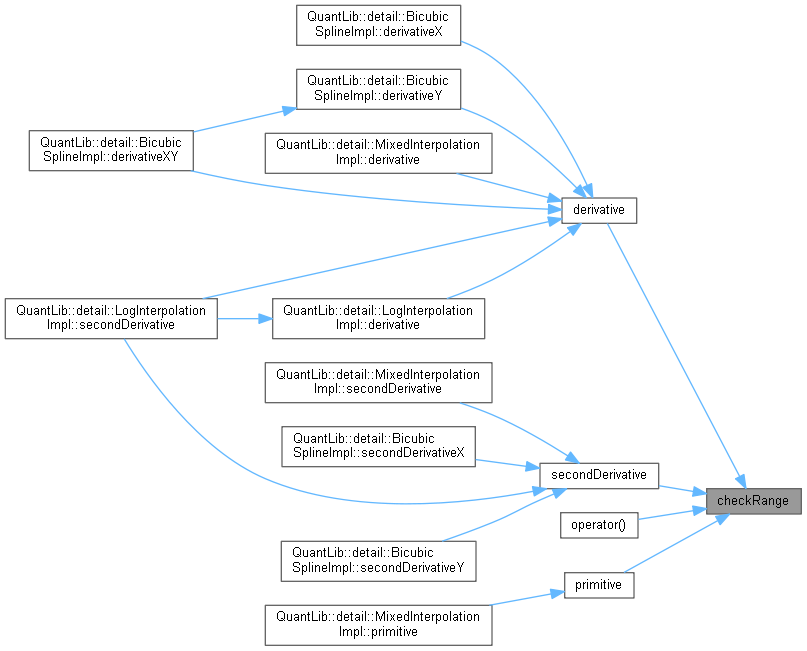 QuantLib::detail::Bicubic
SplineImpl::derivativeX
QuantLib::detail::Bicubic
SplineImpl::derivativeY
QuantLib::detail::Bicubic
SplineImpl::derivativeXY
QuantLib::detail::MixedInterpolation
Impl::derivative
derivative
QuantLib::detail::LogInterpolation
Impl::secondDerivative
QuantLib::detail::LogInterpolation
Impl::derivative
QuantLib::detail::MixedInterpolation
Impl::secondDerivative
QuantLib::detail::Bicubic
SplineImpl::secondDerivativeX
secondDerivative
checkRange
operator()
QuantLib::detail::Bicubic
SplineImpl::secondDerivativeY
primitive
QuantLib::detail::MixedInterpolation
Impl::primitive